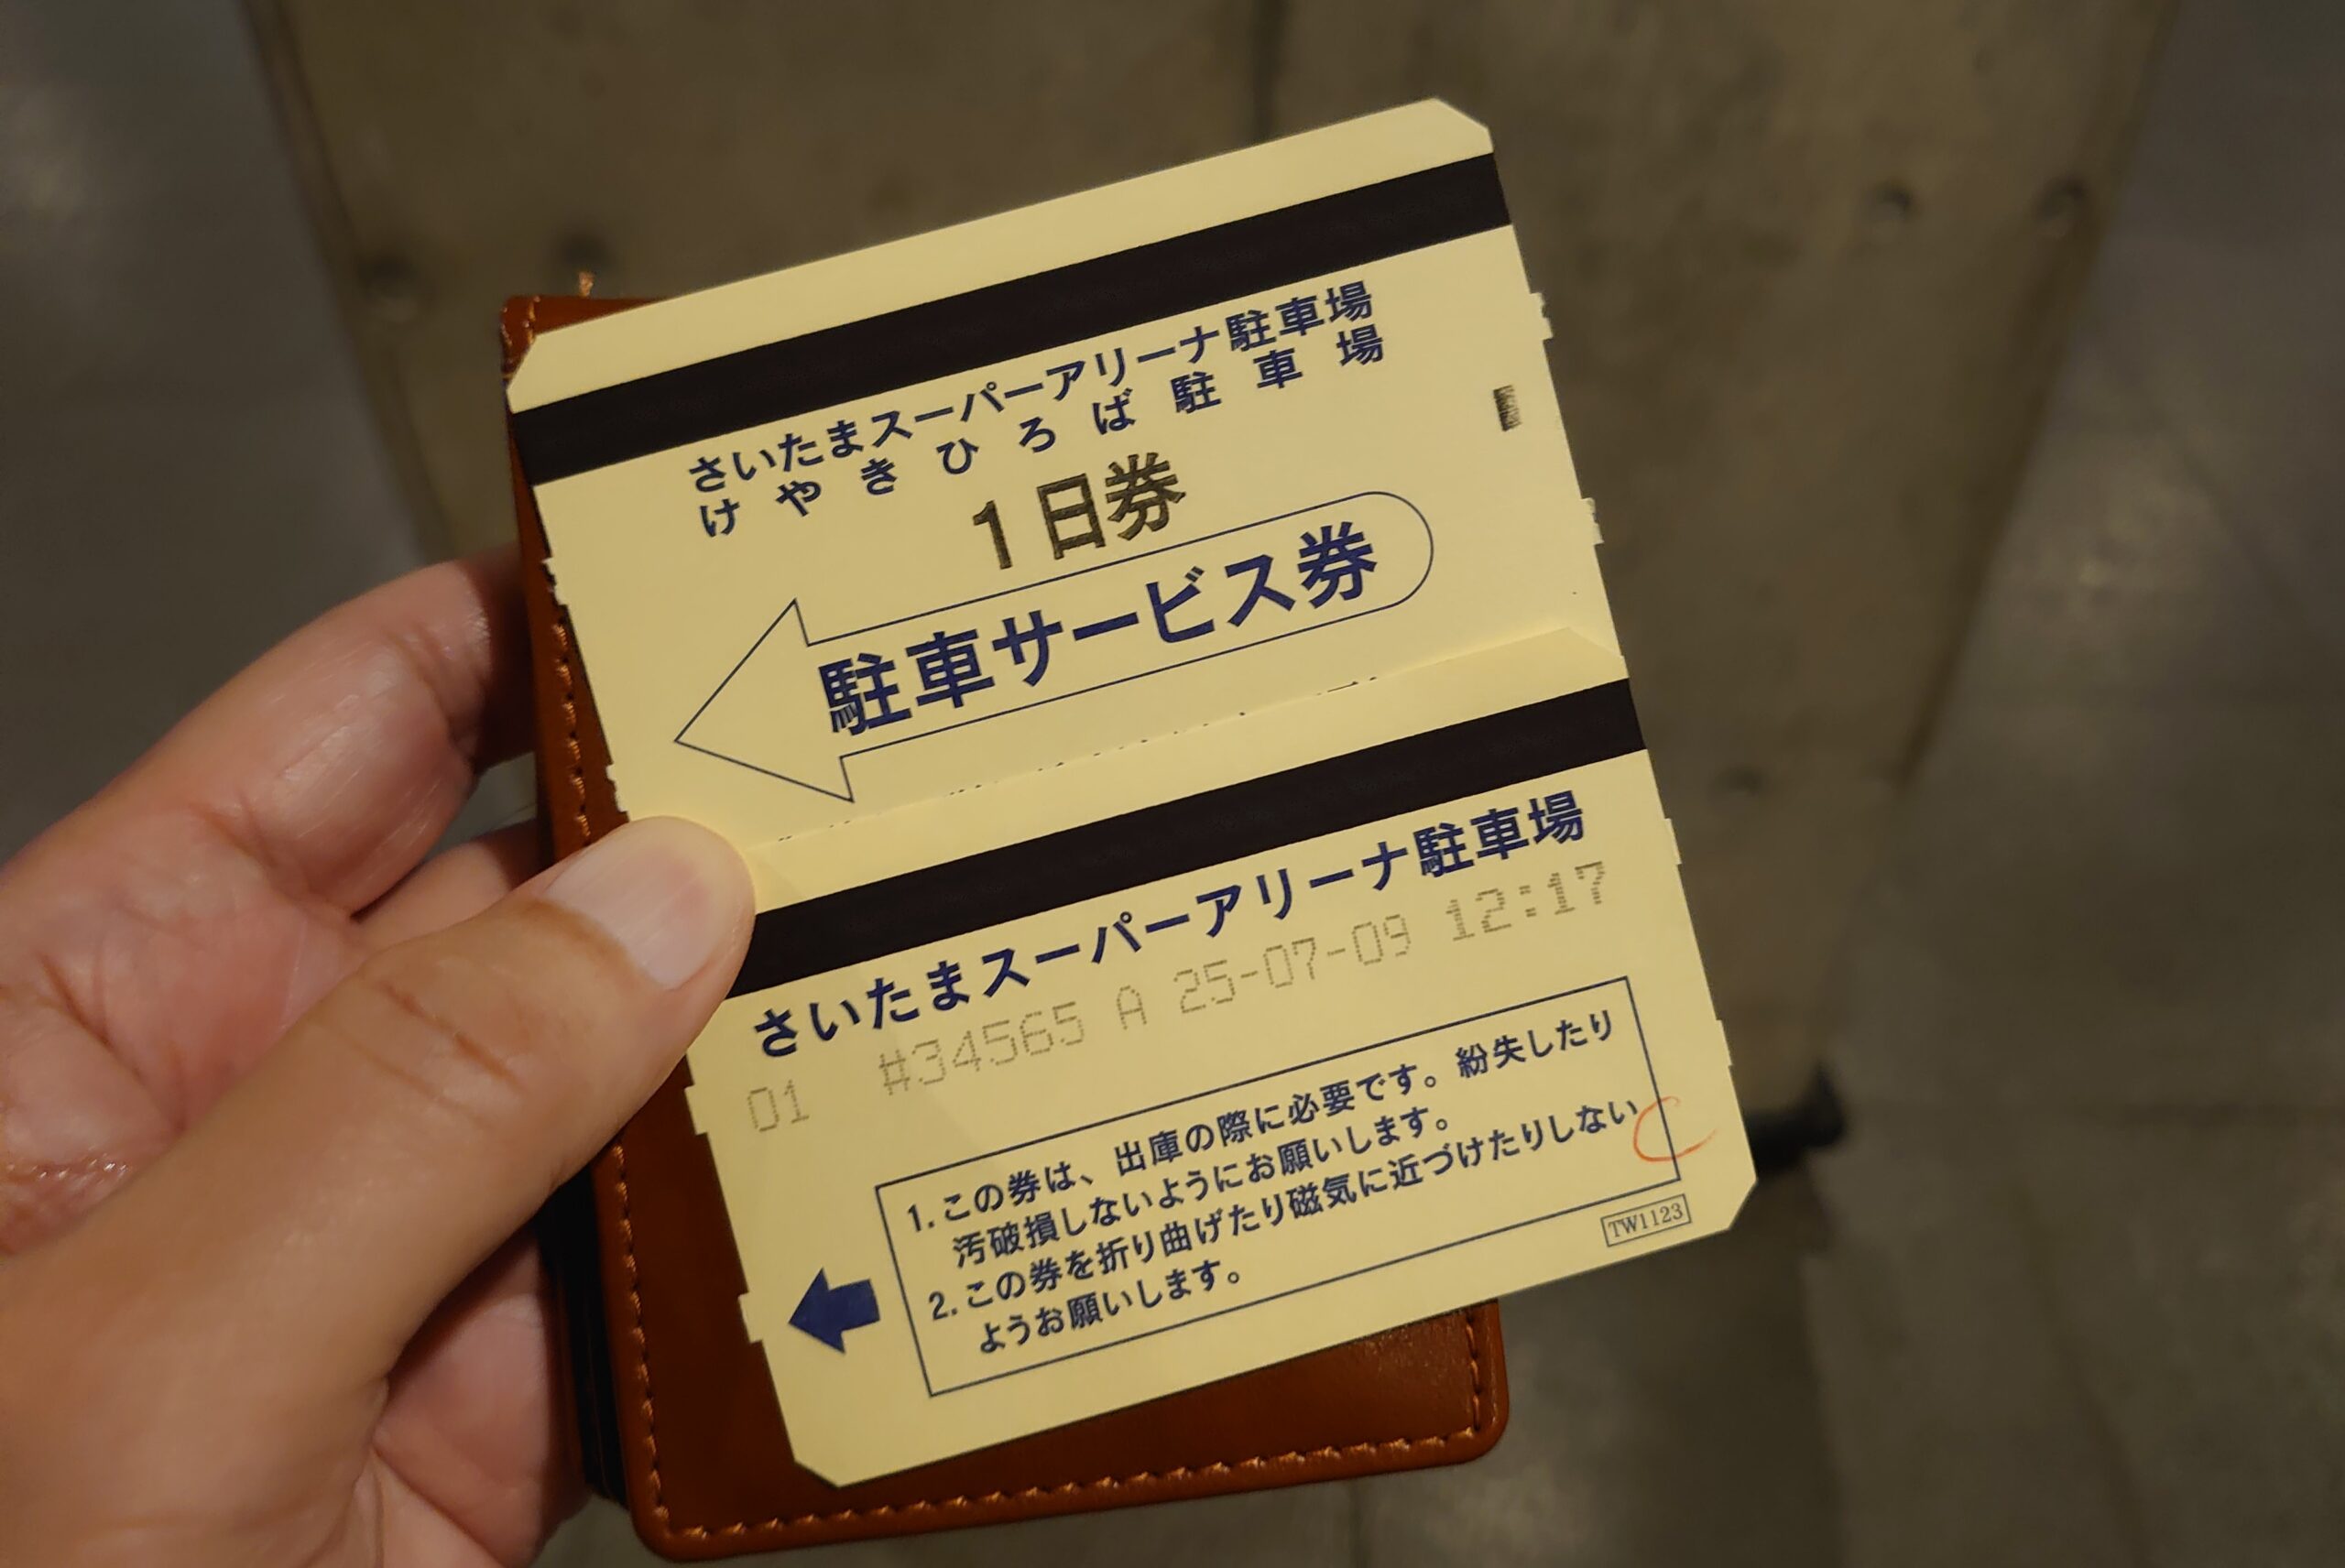 さいたまスーパーアリーナ駐車場
けやきひろば駐車場
1日券
駐車サービス券
さいたまスーパーアリーナ駐車場
01 #34565 A 25-07-09 12:17
1.この券は、出庫の際に必要です。紛失したり
汚破損しないようにお願いします。
2.この券を折り曲げたり磁気に近づけたりしない
ようお願いします。
TW1123